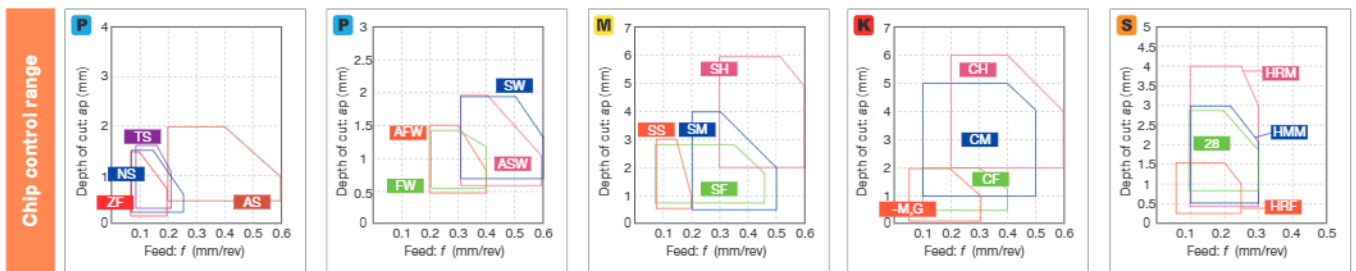 Chip control range
P
Depth of cut: ap (mm)
4
3
2
1
0
TS
NS
ZF
AS
0.1 0.2 0.3 0.4 0.5 0.6
Feed: f (mm/rev)
P
Depth of cut: ap (mm)
3
2.5
2
1.5
1
0.5
0
SW
AFW
ASW
FW
0.1 0.2 0.3 0.4 0.5 0.6
Feed: f (mm/rev)
M
Depth of cut: ap (mm)
7
6
5
4
3
2
1
0
SH
SS
SM
SF
0.1 0.2 0.3 0.4 0.5 0.6
Feed: f (mm/rev)
K
Depth of cut: ap (mm)
7
6
5
4
3
2
1
0
CH
CM
CF
-M,G
0.1 0.2 0.3 0.4 0.5 0.6
Feed: f (mm/rev)
S
Depth of cut: ap (mm)
5
4.5
4
3.5
3
2.5
2
1.5
1
0.5
0
HRM
HMM
28
HRF
0.1 0.2 0.3 0.4 0.5
Feed: f (mm/rev)